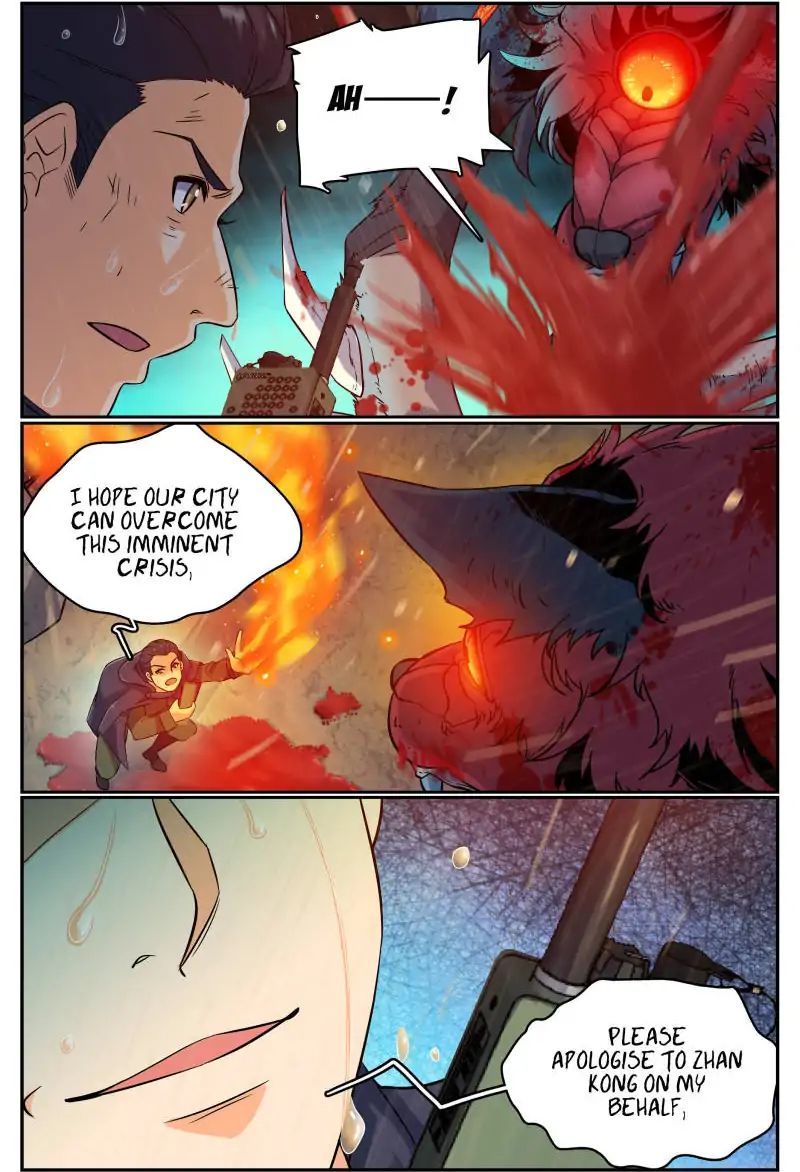 AH——!
I HOPE OUR CITY
CAN OVERCOME
THIS IMMINENT
CRISIS,
PLEASE
APOLOGISE TO ZHAN
KONG ON MY
BEHALF,